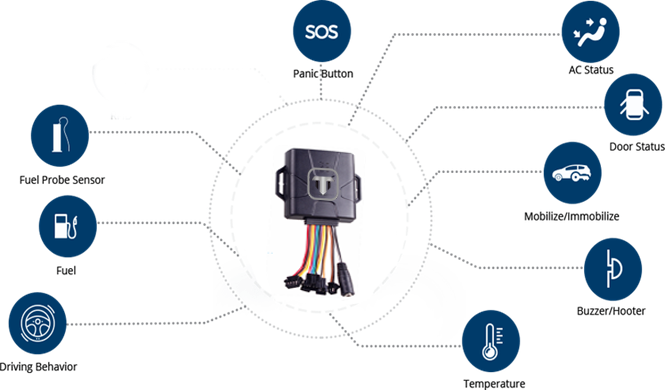 SOS
Panic Button
AC Status
Door Status
Fuel Probe Sensor
Mobilize/Immobilize
Fuel
Buzzer/Hooter
Driving Behavior
Temperature